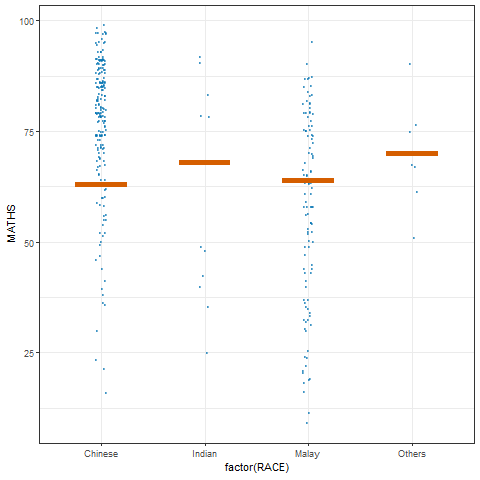 100
75
50
25
MATHS
Chinese
Indian
Malay
Others
factor(RACE)